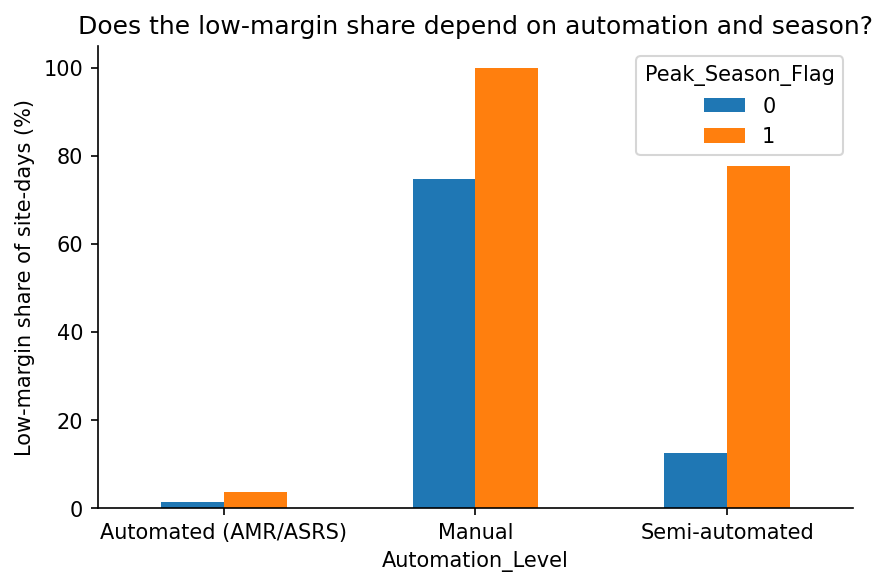 Does the low-margin share depend on automation and season?
Low-margin share of site-days (%)
100
80
60
40
20
0
Peak_Season_Flag
0
1
Automated (AMR/ASRS)
Manual
Semi-automated
Automation_Level